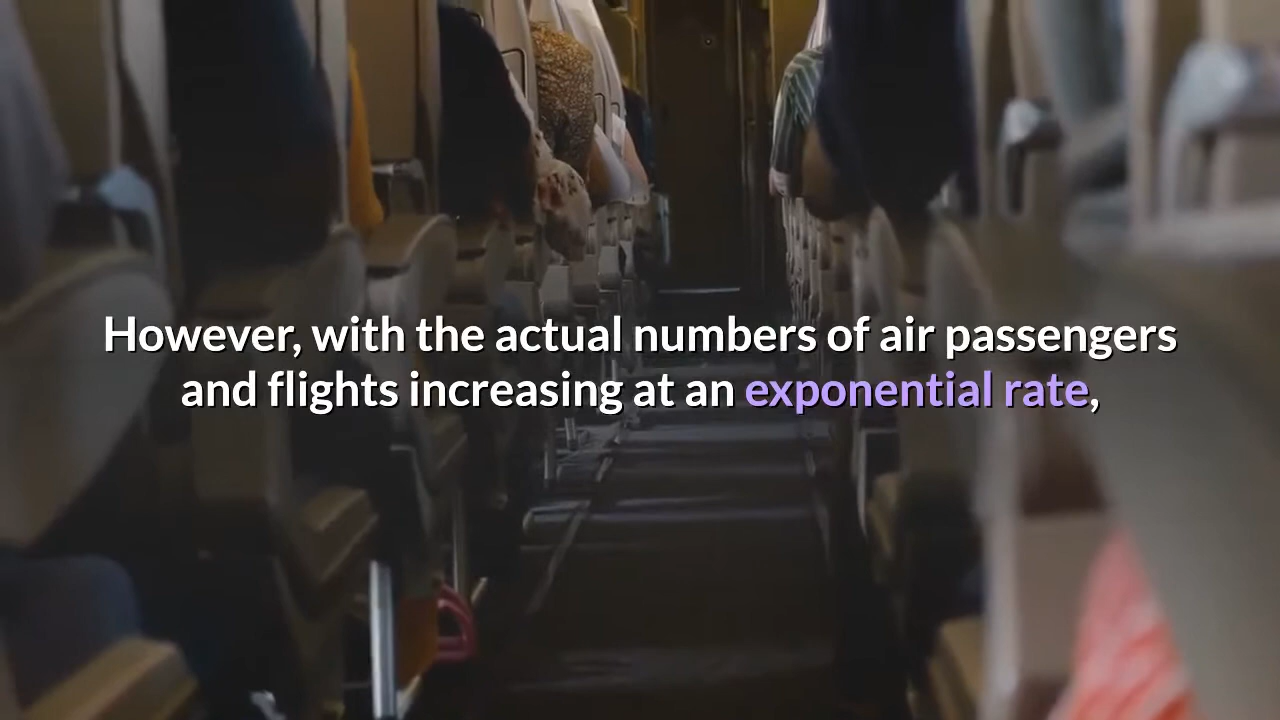 However, with the actual numbers of air passengers
and flights increasing at an exponential rate,